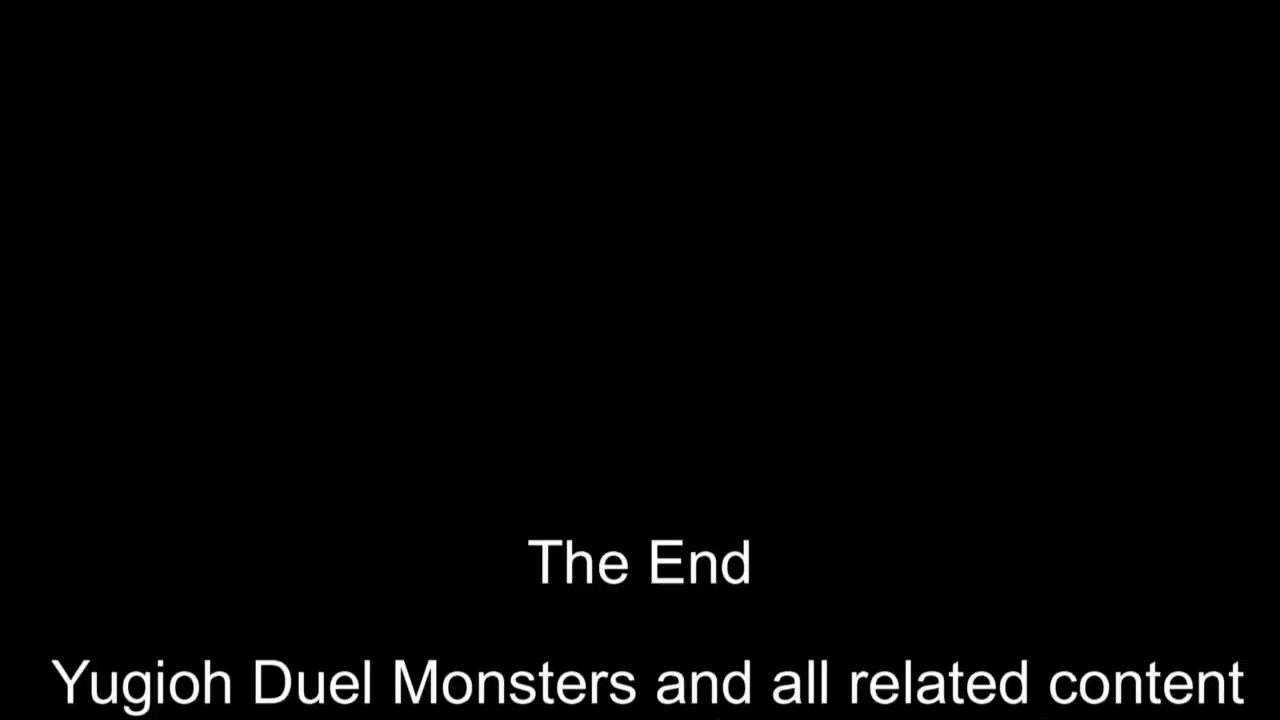 The End
Yugioh Duel Monsters and all related content